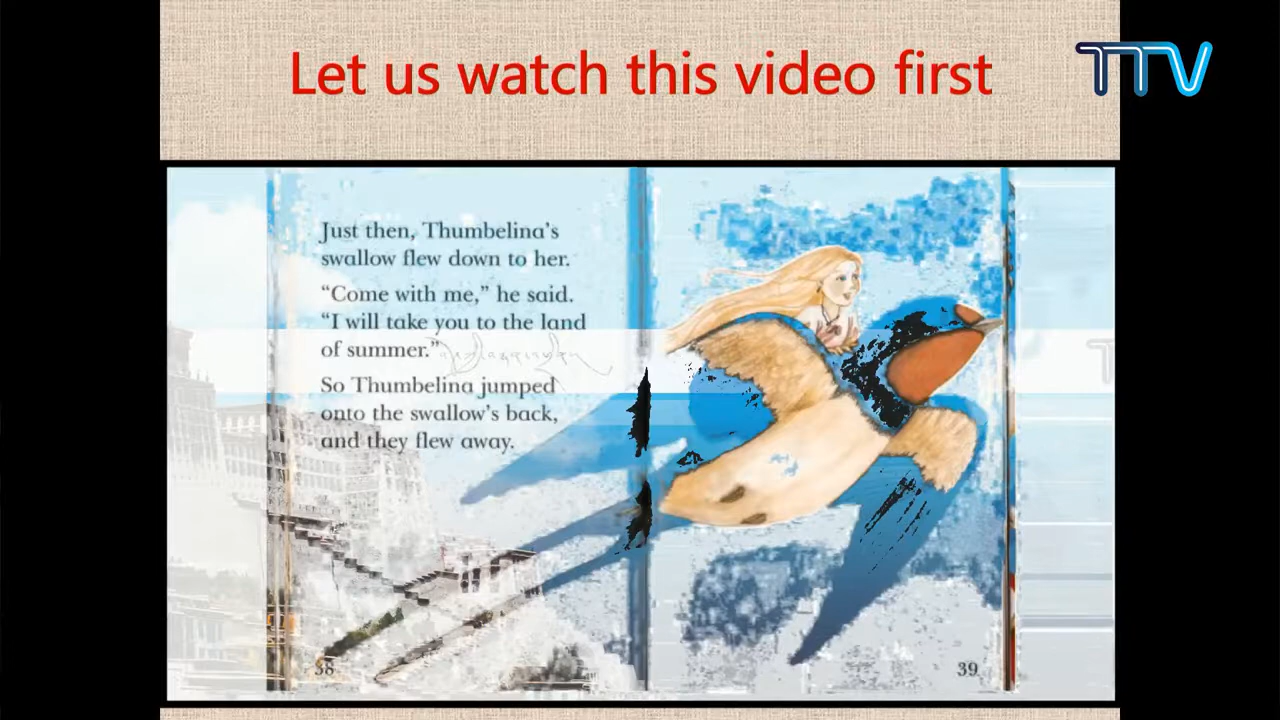 Let us watch this video first
TTV
Just then, Thumbelina's
swallow flew down to her.
“Come with me,” he said.
“I will take you to the land
of summer.”
So Thumbelina jumped
onto the swallow's back,
and they flew away.
38
39